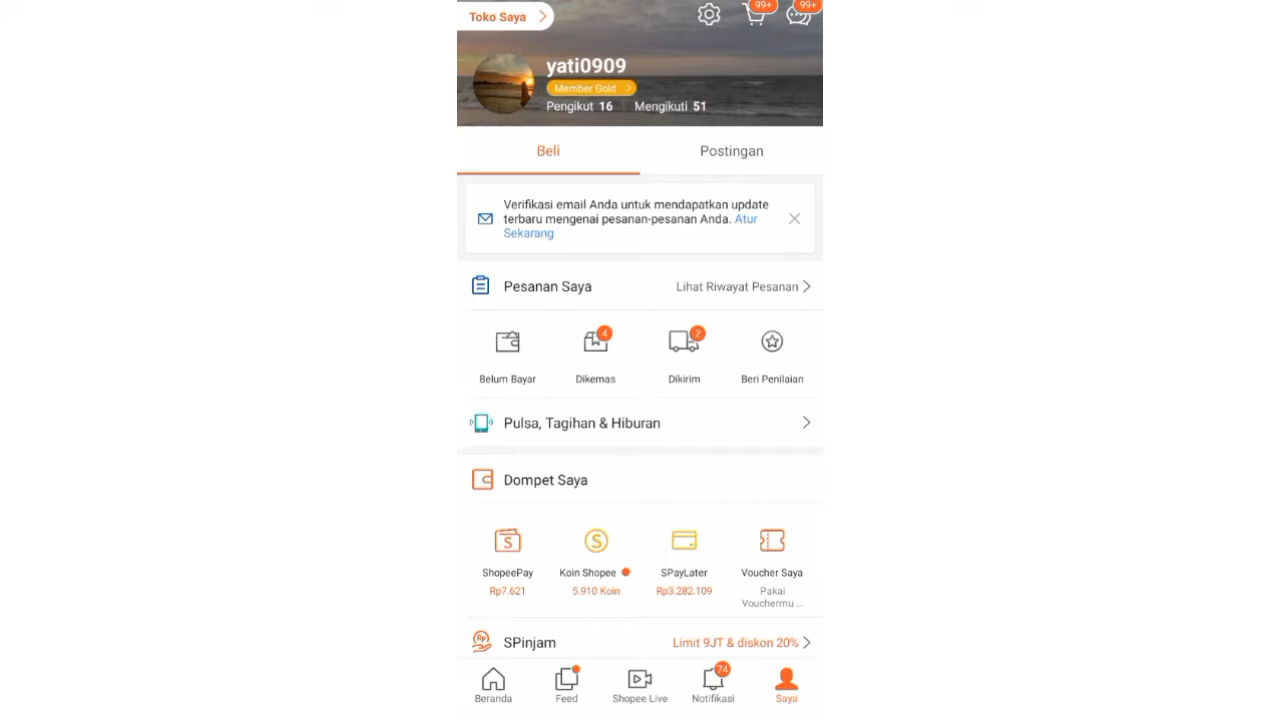 Toko Saya
99+
99+
yati0909
Member Gold
Pengikut 16 Mengikuti 51
Beli
Postingan
Verifikasi email Anda untuk mendapatkan update
terbaru mengenai pesanan-pesanan Anda. Atur
Sekarang
Pesanan Saya
Lihat Riwayat Pesanan
4
2
Belum Bayar
Dikemas
Dikirim
Beri Penilaian
Pulsa, Tagihan & Hiburan
Dompet Saya
ShopeePay
Koin Shopee
SPayLater
Voucher Saya
Rp7.621
5.910 Koin
Rp3.282.109
Pakai
Vouchermu ...
SPinjam
Limit 9JT & diskon 20%
74
Beranda
Feed
Shopee Live
Notifikasi
Saya